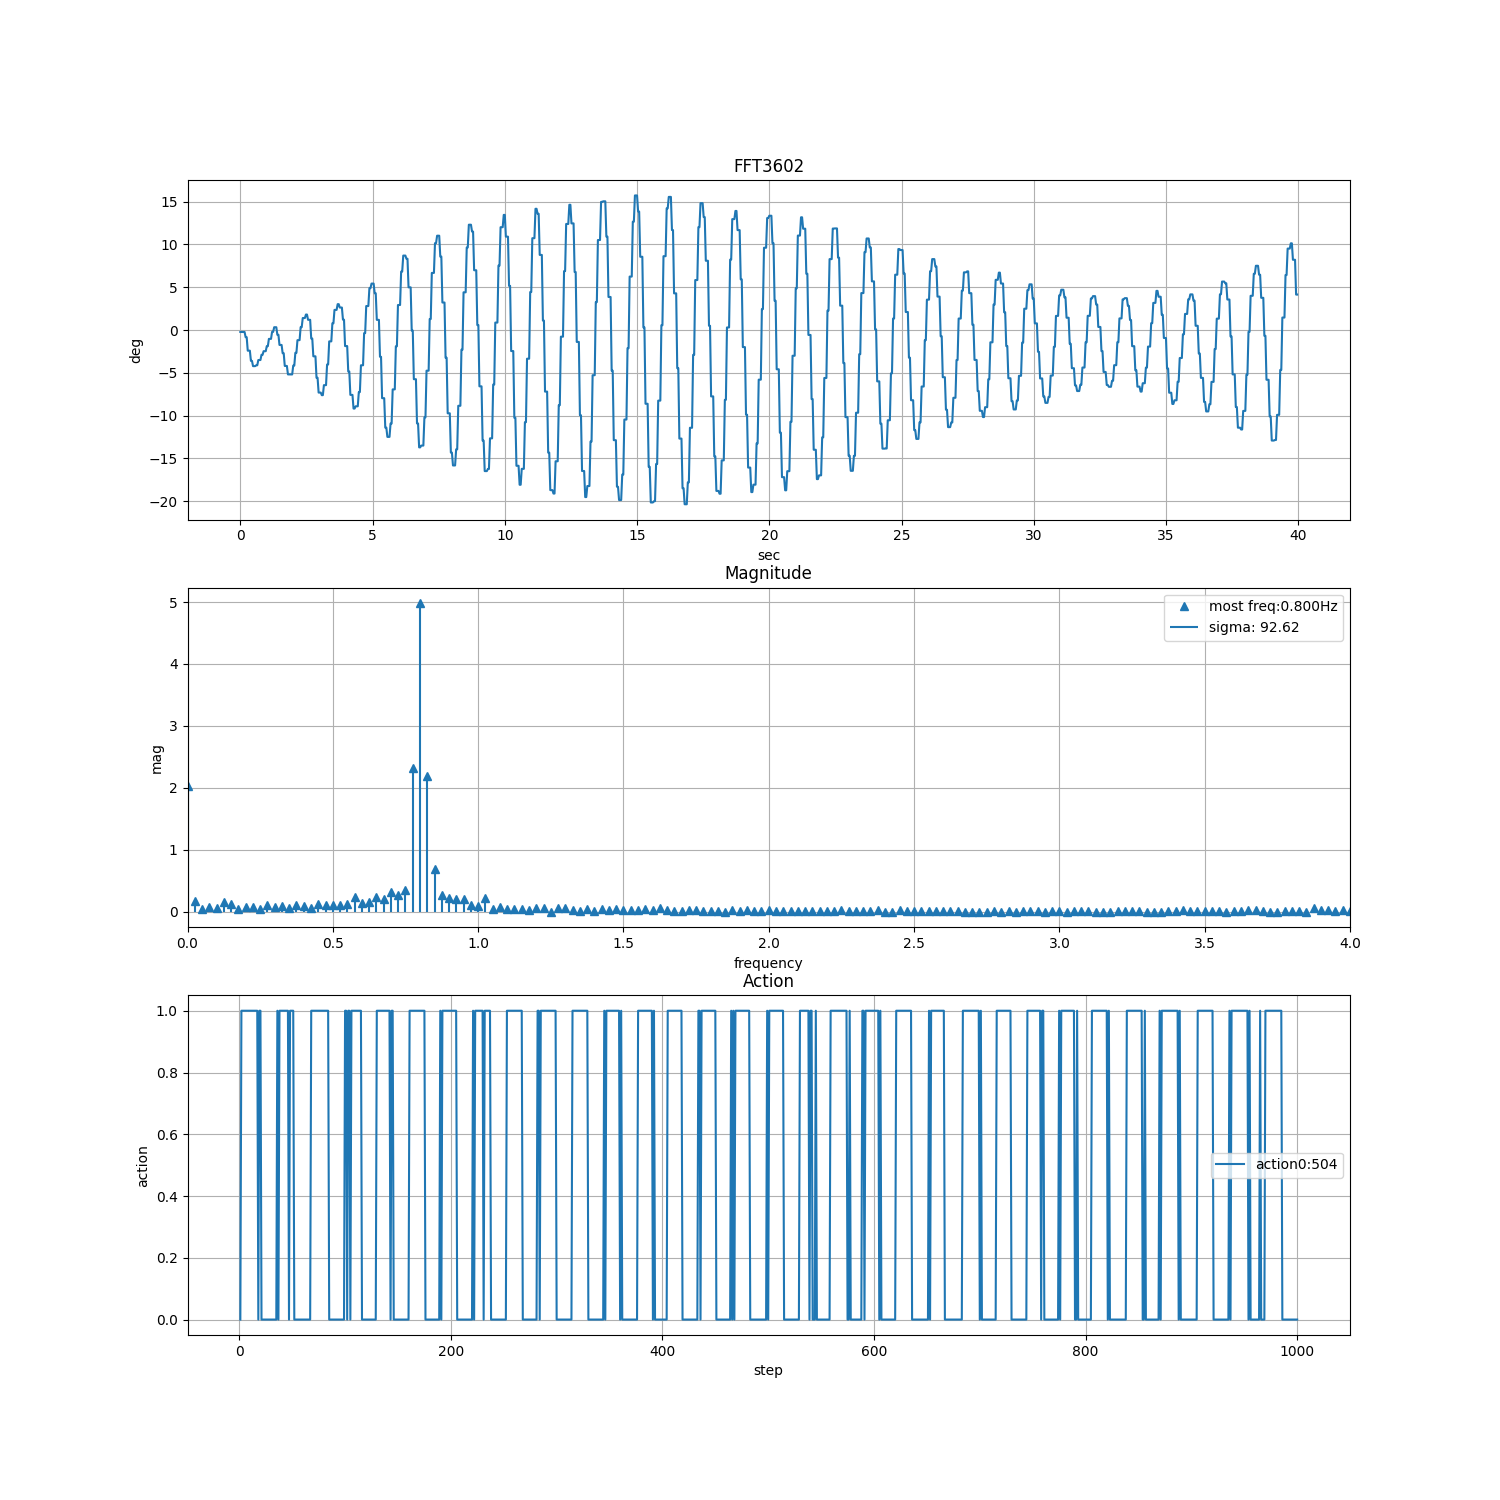 FFT3602
15
10
5
0
−5
−10
−15
−20
deg
0 5 10 15 20 25 30 35 40
sec
Magnitude
5
4
3
2
1
0
mag
most freq:0.800Hz
sigma: 92.62
0.0 0.5 1.0 1.5 2.0 2.5 3.0 3.5 4.0
frequency
Action
1.0
0.8
0.6
0.4
0.2
0.0
action
action0:504
0 200 400 600 800 1000
step